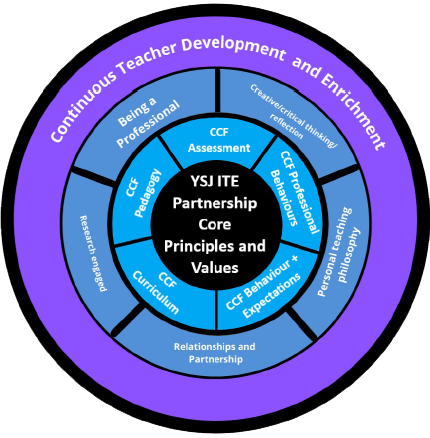 Continuous Teacher Development and Enrichment
Being a
Professional
Creative/critical thinking/
reflection
CCF
Assessment
CCF
Pedagogy
CCF Professional
Behaviours
YSJ ITE
Partnership
Core
Principles and
Values
Research engaged
Personal teaching
philosophy
CCF
Curriculum
CCF Behaviour +
Expectations
Relationships and
Partnership